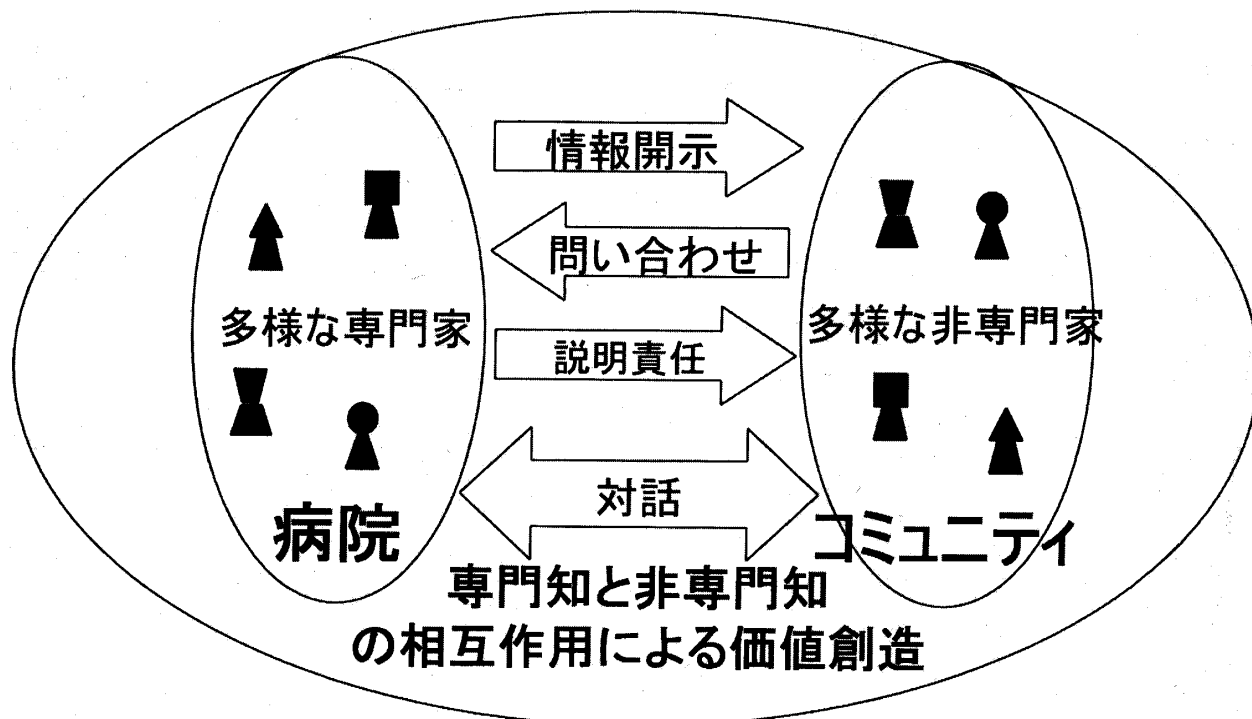 情報開示
問い合わせ
多様な専門家
多様な非専門家
説明責任
対話
病院
コミュニティ
専門知と非専門知
の相互作用による価値創造